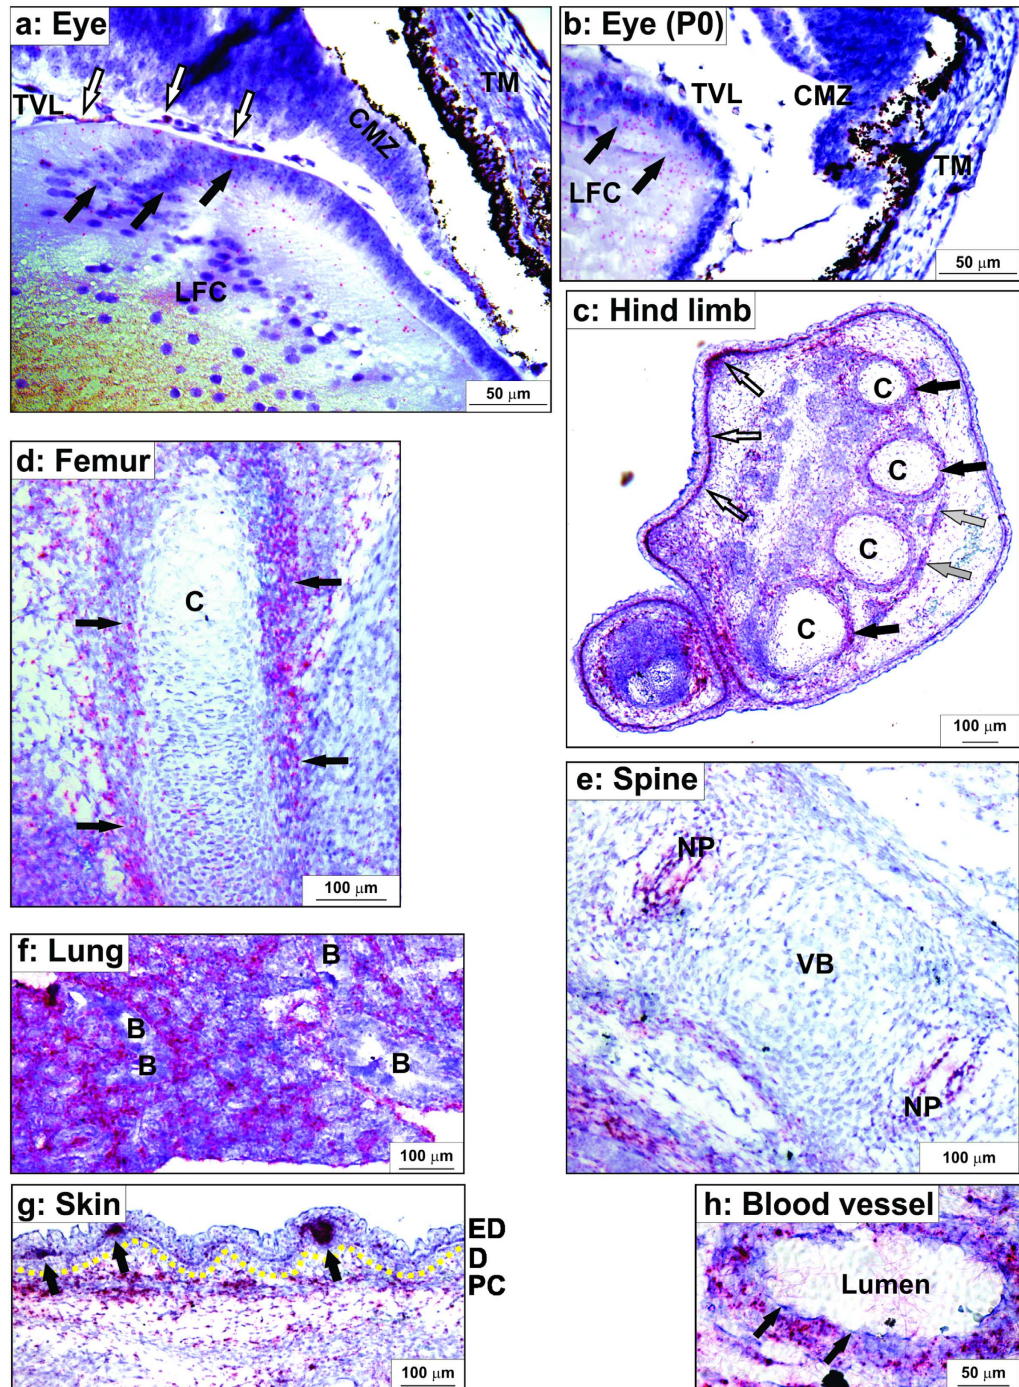 a: Eye
TVL
CMZ
TM
LFC
50 μm
b: Eye (P0)
TVL
CMZ
LFC
TM
50 μm
c: Hind limb
C
C
C
C
100 μm
d: Femur
C
100 μm
e: Spine
NP
VB
NP
100 μm
f: Lung
B
B
B
B
100 μm
g: Skin
ED
D
PC
100 μm
h: Blood vessel
Lumen
50 μm